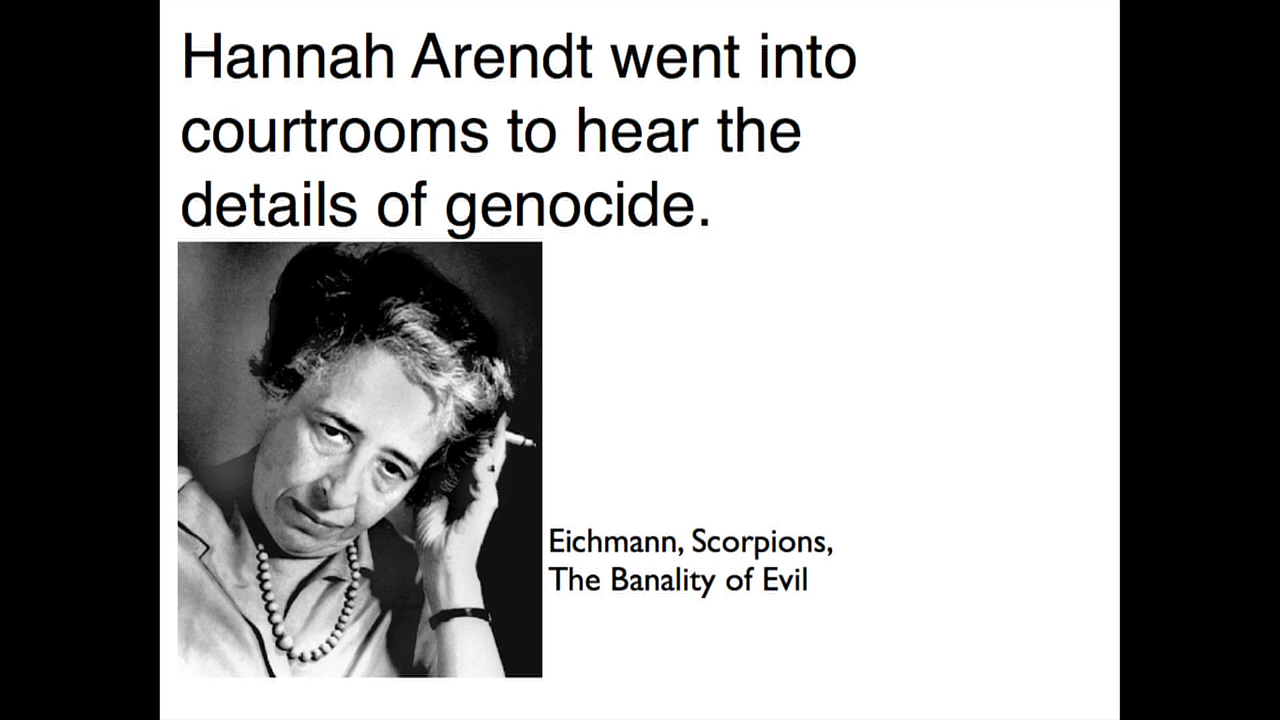 Hannah Arendt went into
courtrooms to hear the
details of genocide.
Eichmann, Scorpions,
The Banality of Evil